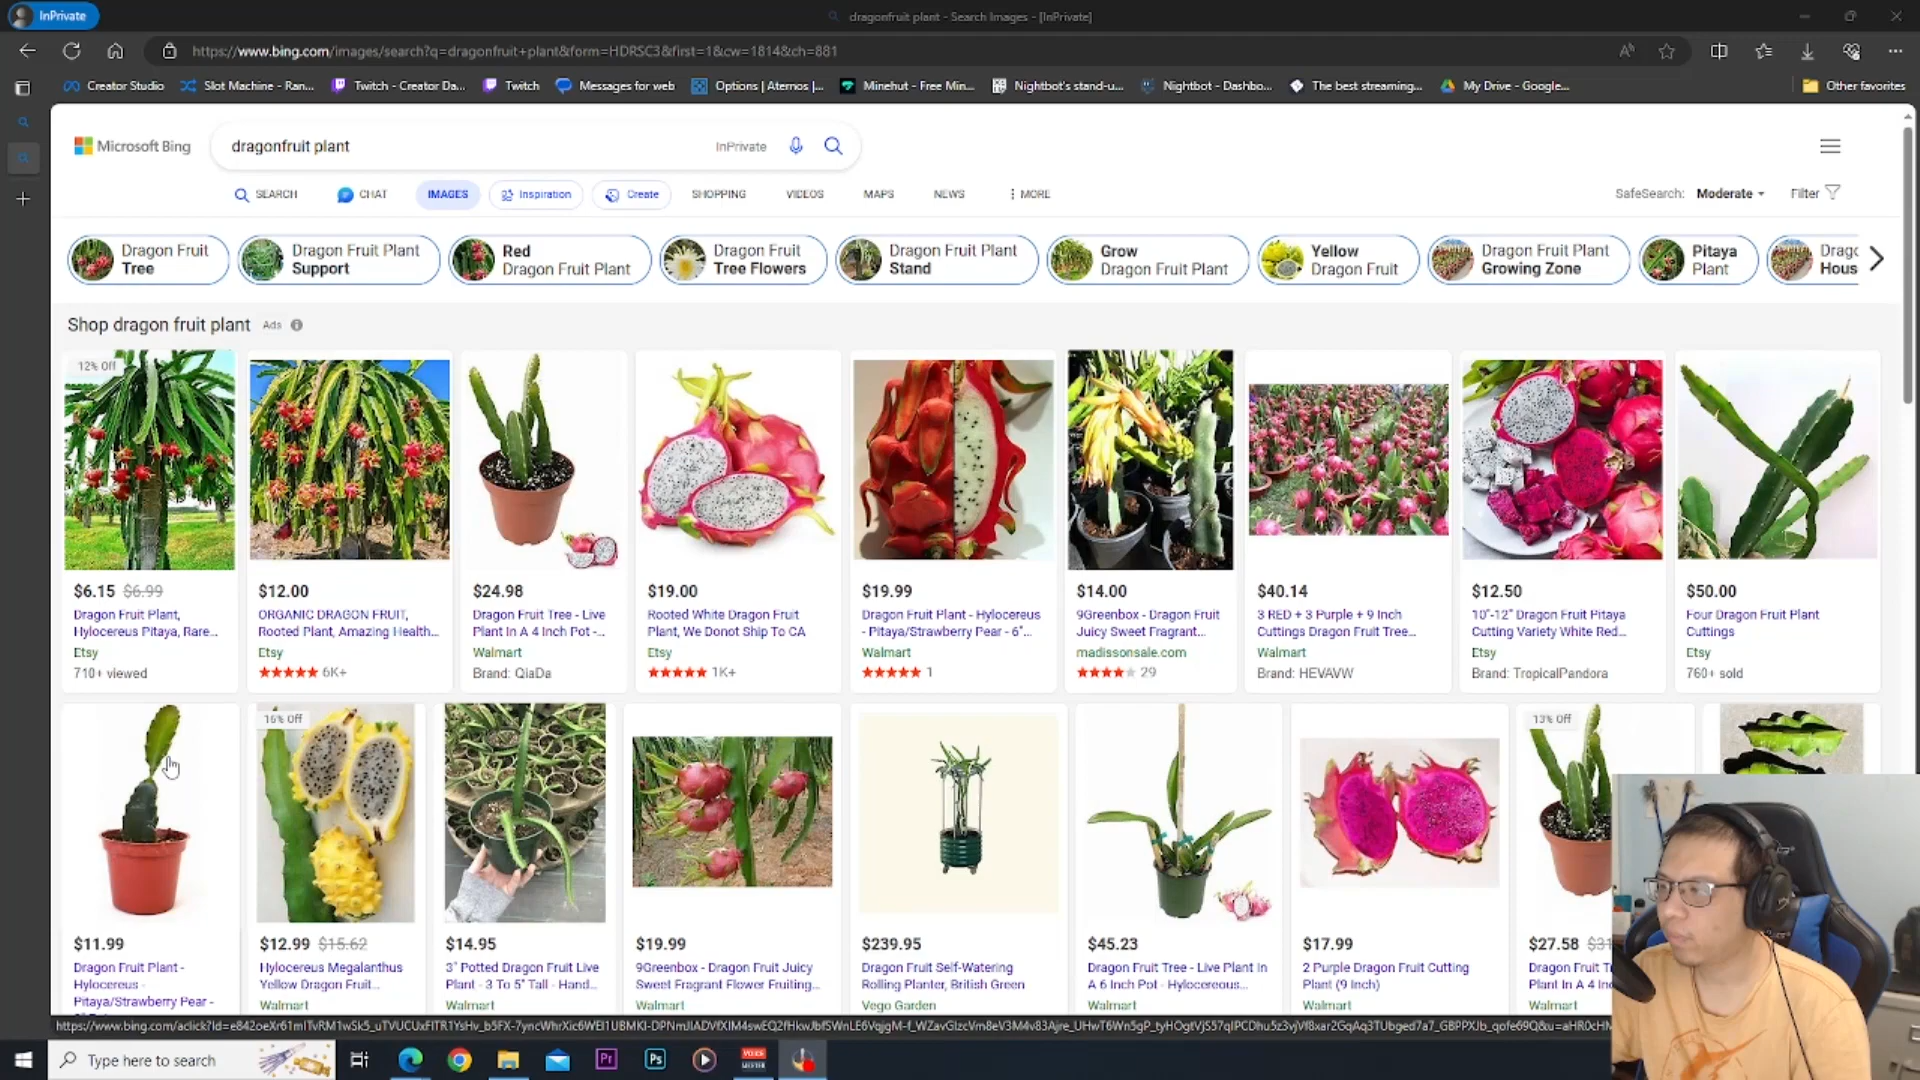 InPrivate
dragonfruit plant - Search Images - [InPrivate]
https://www.bing.com/images/search?q=dragonfruit+plant&form=HDRSC3&first=1&cw=1814&ch=881
Creator Studio
Slot Machine - Ran...
Twitch - Creator Da...
Twitch
Messages for web
Options | Aternos |...
Minehut - Free Min...
Nightbot's stand-u...
Nightbot - Dashbo...
The best streaming...
My Drive - Google...
Other favorites
Microsoft Bing
dragonfruit plant
InPrivate
SEARCH
CHAT
IMAGES
Inspiration
Create
SHOPPING
VIDEOS
MAPS
NEWS
MORE
SafeSearch: Moderate
Filter
Dragon Fruit
Tree
Dragon Fruit Plant
Support
Red
Dragon Fruit Plant
Dragon Fruit
Tree Flowers
Dragon Fruit Plant
Stand
Grow
Dragon Fruit Plant
Yellow
Dragon Fruit
Dragon Fruit Plant
Growing Zone
Pitaya
Plant
Drag
Hous
Shop dragon fruit plant Ads
12% Off
$6.15 $6.99
Dragon Fruit Plant,
Hylocereus Pitaya, Rare...
Etsy
710+ viewed
$12.00
ORGANIC DRAGON FRUIT,
Rooted Plant, Amazing Health...
Etsy
6K+
$24.98
Dragon Fruit Tree - Live
Plant In A 4 Inch Pot -...
Walmart
Brand: QiaDa
$19.00
Rooted White Dragon Fruit
Plant, We Donot Ship To CA
Etsy
1K+
$19.99
Dragon Fruit Plant - Hylocereus
- Pitaya/Strawberry Pear - 6"...
Walmart
1
$14.00
9Greenbox - Dragon Fruit
Juicy Sweet Fragrant...
madissonsale.com
29
$40.14
3 RED + 3 Purple + 9 Inch
Cuttings Dragon Fruit Tree...
Walmart
Brand: HEVAVW
$12.50
10"-12" Dragon Fruit Pitaya
Cutting Variety White Red...
Etsy
Brand: TropicalPandora
$50.00
Four Dragon Fruit Plant
Cuttings
Etsy
760+ sold
$11.99
Dragon Fruit Plant -
Hylocereus -
Pitaya/Strawberry Pear -
16% Off
$12.99 $15.62
Hylocereus Megalanthus
Yellow Dragon Fruit...
Walmart
$14.95
3" Potted Dragon Fruit Live
Plant - 3 To 5" Tall - Hand...
Walmart
$19.99
9Greenbox - Dragon Fruit Juicy
Sweet Fragrant Flower Fruiting...
Walmart
$239.95
Dragon Fruit Self-Watering
Rolling Planter, British Green
Vego Garden
$45.23
Dragon Fruit Tree - Live Plant In
A 6 Inch Pot - Hylocereous...
Walmart
$17.99
2 Purple Dragon Fruit Cutting
Plant (9 Inch)
Walmart
13% Off
$27.58
Dragon Fruit
Plant In A 4 Inc
Walmart
Type here to search
Pr
Ps